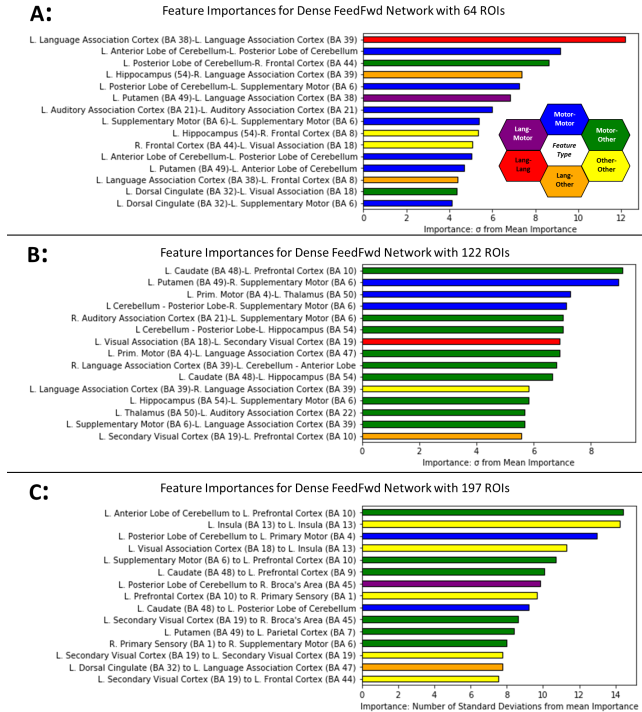 A:
Feature Importances for Dense FeedFwd Network with 64 ROIs
L. Language Association Cortex (BA 38)-L. Language Association Cortex (BA 39)
L. Anterior Lobe of Cerebellum-L. Posterior Lobe of Cerebellum
L. Posterior Lobe of Cerebellum-R. Frontal Cortex (BA 44)
L. Hippocampus (54)-R. Language Association Cortex (BA 39)
L. Posterior Lobe of Cerebellum-L. Supplementary Motor (BA 6)
L. Putamen (BA 49)-L. Language Association Cortex (BA 38)
L. Auditory Association Cortex (BA 21)-L. Auditory Association Cortex (BA 21)
L. Supplementary Motor (BA 6)-L. Supplementary Motor (BA 6)
L. Hippocampus (54)-R. Frontal Cortex (BA 8)
R. Frontal Cortex (BA 44)-L. Visual Association (BA 18)
L. Anterior Lobe of Cerebellum-L. Posterior Lobe of Cerebellum
L. Putamen (BA 49)-L. Anterior Lobe of Cerebellum
L. Language Association Cortex (BA 38)-L. Frontal Cortex (BA 8)
L. Dorsal Cingulate (BA 32)-L. Visual Association (BA 18)
L. Dorsal Cingulate (BA 32)-L. Supplementary Motor (BA 6)
Motor-
Motor
Lang-
Motor
Motor-
Other
Feature
Type
Lang-
Lang
Other-
Other
Lang-
Other
0 2 4 6 8 10 12
Importance: σ from Mean Importance
B:
Feature Importances for Dense FeedFwd Network with 122 ROIs
L. Caudate (BA 48)-L. Prefrontal Cortex (BA 10)
L. Putamen (BA 49)-R. Supplementary Motor (BA 6)
L. Prim. Motor (BA 4)-L. Thalamus (BA 50)
L Cerebellum - Posterior Lobe-R. Supplementary Motor (BA 6)
R. Auditory Association Cortex (BA 21)-L. Supplementary Motor (BA 6)
L Cerebellum - Posterior Lobe-L. Hippocampus (BA 54)
L. Visual Association (BA 18)-L. Secondary Visual Cortex (BA 19)
L. Prim. Motor (BA 4)-L. Language Association Cortex (BA 47)
R. Language Association Cortex (BA 39)-L. Cerebellum - Anterior Lobe
L. Caudate (BA 48)-L. Hippocampus (BA 54)
L. Language Association Cortex (BA 39)-R. Language Association Cortex (BA 39)
L. Hippocampus (BA 54)-L. Supplementary Motor (BA 6)
L. Thalamus (BA 50)-L. Auditory Association Cortex (BA 22)
L. Supplementary Motor (BA 6)-L. Language Association Cortex (BA 39)
L. Secondary Visual Cortex (BA 19)-L. Prefrontal Cortex (BA 10)
0 2 4 6 8
Importance: σ from Mean Importance
C:
Feature Importances for Dense FeedFwd Network with 197 ROIs
L. Anterior Lobe of Cerebellum to L. Prefrontal Cortex (BA 10)
L. Insula (BA 13) to L. Insula (BA 13)
L. Posterior Lobe of Cerebellum to L. Primary Motor (BA 4)
L. Visual Association Cortex (BA 18) to L. Insula (BA 13)
L. Supplementary Motor (BA 6) to L. Prefrontal Cortex (BA 10)
L. Caudate (BA 48) to L. Prefrontal Cortex (BA 9)
L. Posterior Lobe of Cerebellum to R. Broca's Area (BA 45)
L. Prefrontal Cortex (BA 10) to R. Primary Sensory (BA 1)
L. Caudate (BA 48) to L. Posterior Lobe of Cerebellum
L. Secondary Visual Cortex (BA 19) to R. Broca's Area (BA 45)
L. Putamen (BA 49) to L. Parietal Cortex (BA 7)
R. Primary Sensory (BA 1) to R. Supplementary Motor (BA 6)
L. Secondary Visual Cortex (BA 19) to L. Secondary Visual Cortex (BA 19)
L. Dorsal Cingulate (BA 32) to L. Language Association Cortex (BA 47)
L. Secondary Visual Cortex (BA 19) to L. Frontal Cortex (BA 44)
0 2 4 6 8 10 12 14
Importance: Number of Standard Deviations from mean Importance